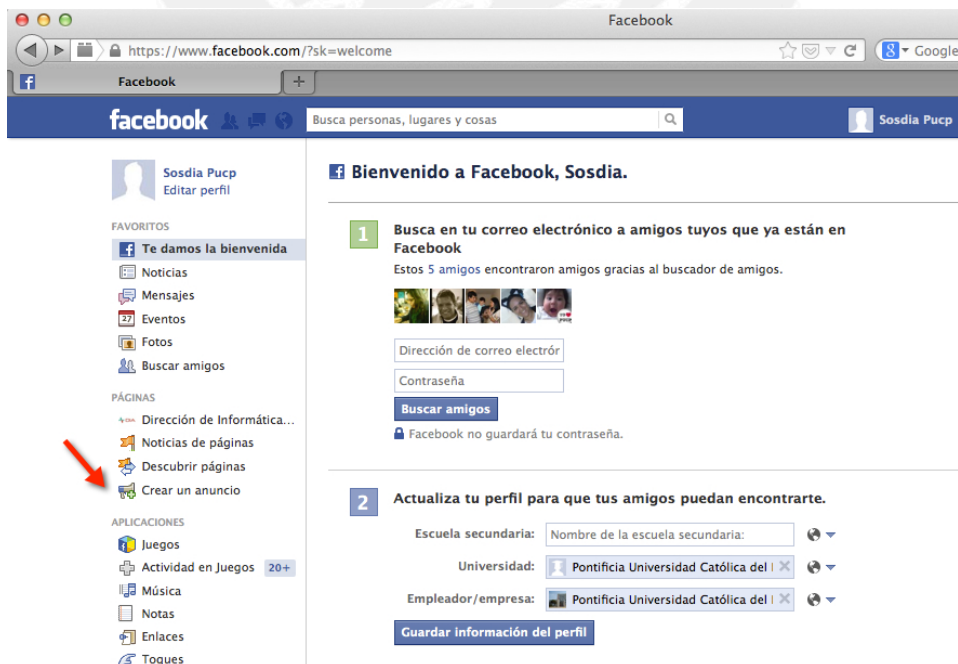 Facebook
https://www.facebook.com/?sk=welcome
Google
Facebook
facebook
Busca personas, lugares y cosas
Sosdia Pucp
Sosdia Pucp
Editar perfil
FAVORITOS
Te damos la bienvenida
Noticias
Mensajes
27 Eventos
Fotos
Buscar amigos
PÁGINAS
Dirección de Informática...
Noticias de páginas
Descubrir páginas
Crear un anuncio
APLICACIONES
Juegos
Actividad en Juegos 20+
Música
Notas
Enlaces
Toques
Bienvenido a Facebook, Sosdia.
1
Busca en tu correo electrónico a amigos tuyos que ya están en
Facebook
Estos 5 amigos encontraron amigos gracias al buscador de amigos.
Dirección de correo electrór
Contraseña
Buscar amigos
Facebook no guardará tu contraseña.
2
Actualiza tu perfil para que tus amigos puedan encontrarte.
Escuela secundaria: Nombre de la escuela secundaria:
Universidad: Pontificia Universidad Católica del
Empleador/empresa: Pontificia Universidad Católica del
Guardar información del perfil